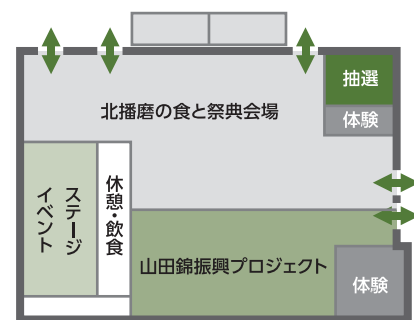 抽選
体験
北播磨の食と祭典会場
ステージ
イベント
休憩・飲食
山田錦振興プロジェクト
体験